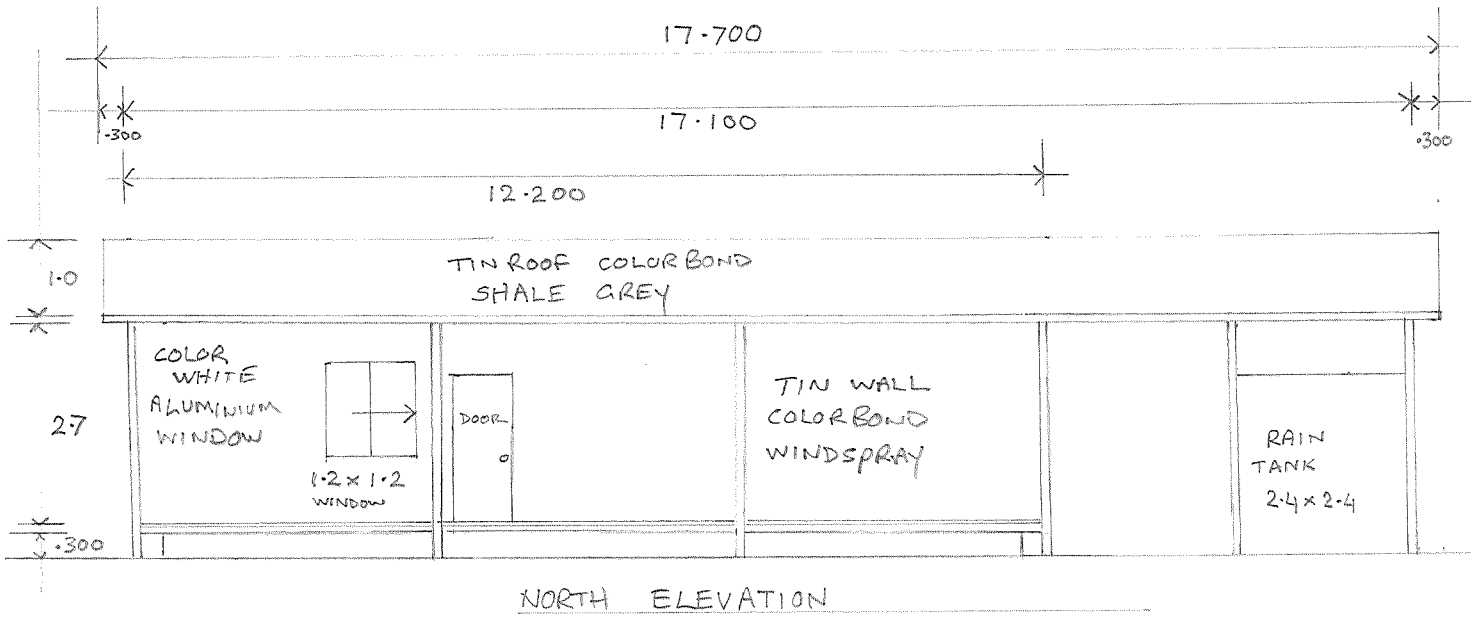 17.700
17.100
.300
.300
12.200
TIN ROOF COLORBOND
SHALE GREY
1.0
COLOR
WHITE
ALUMINIUM
WINDOW
1.2 x 1.2
WINDOW
DOOR
TIN WALL
COLORBOND
WINDSPRAY
RAIN
TANK
2.4 x 2.4
2.7
.300
NORTH ELEVATION